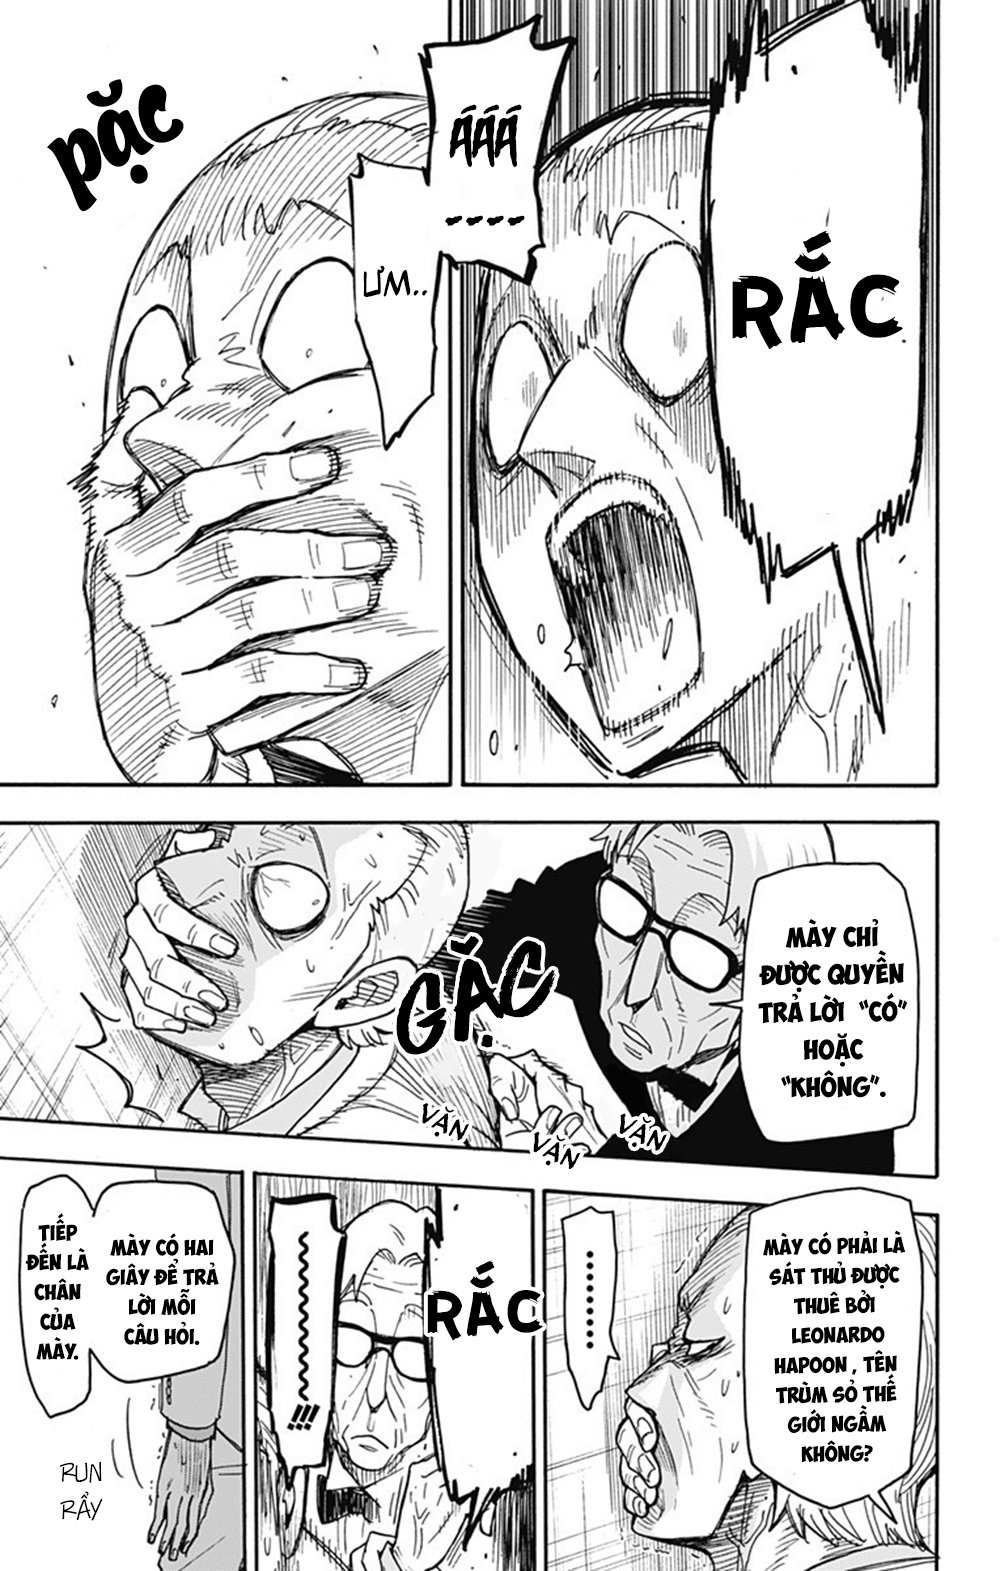 RẮC
ÁÁÁ
----
ƯM..
PẶC
MÀY CHỈ
ĐƯỢC QUYỀN
TRẢ LỜI “CÓ”
HOẶC
“KHÔNG”.
GẶC
VẶN
VẶN
VẶN
MÀY CÓ PHẢI LÀ
SÁT THỦ ĐƯỢC
THUÊ BỞI
LEONARDO
HAPOON , TÊN
TRÙM SỎ THẾ
GIỚI NGẦM
KHÔNG?
........
RẮC
~~~~~~!!!
MÀY CÓ HAI
GIÂY ĐỂ TRẢ
LỜI MỖI
CÂU HỎI.
TIẾP
ĐẾN LÀ
CHÂN
CỦA
MÀY.
RUN
RẨY